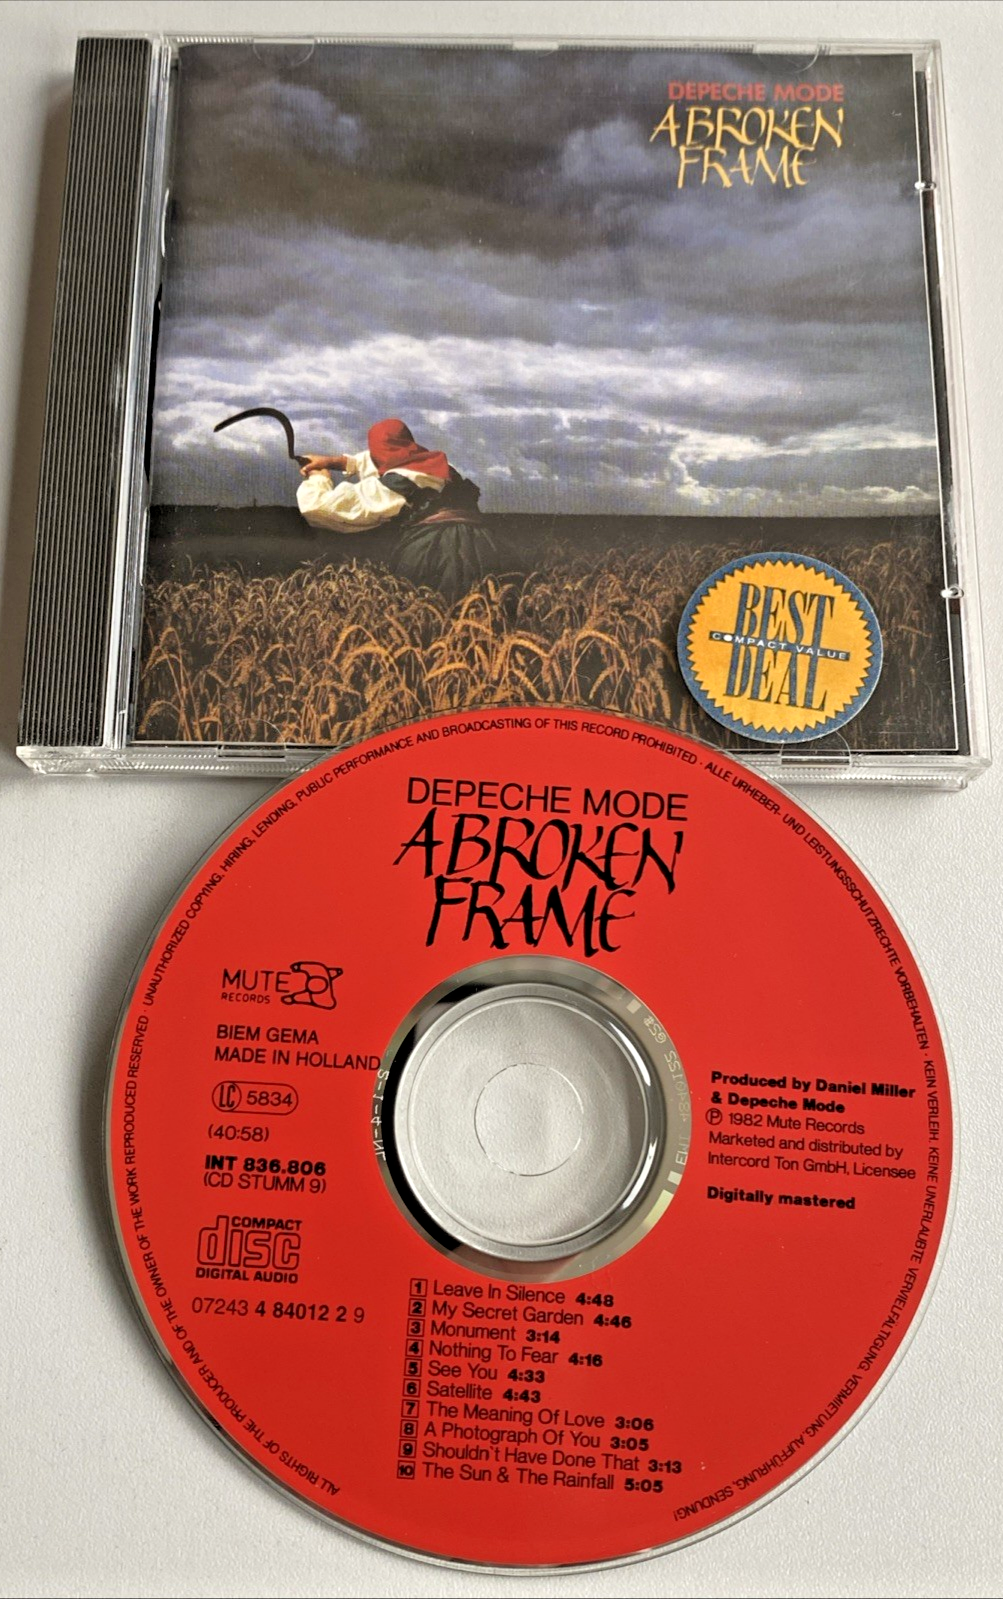 DEPECHE MODE
A BROKEN
FRAME
BEST
COMPACT VALUE
DEAL
ALL RIGHTS OF THE PRODUCER AND OF THE OWNER OF THE WORK REPRODUCED RESERVED · UNAUTHORIZED COPYING, HIRING, LENDING, PUBLIC PERFORMANCE AND BROADCASTING OF THIS RECORD PROHIBITED · ALLE URHEBER- UND LEISTUNGSSCHUTZRECHTE VORBEHALTEN · KEIN VERLEIH. KEINE UNERLAUBTE VERVIELFÄLTIGUNG, VERMIETUNG, AUFFÜHRUNG, SENDUNG!
DEPECHE MODE
A BROKEN
FRAME
MUTE
RECORDS
BIEM GEMA
MADE IN HOLLAND
LC 5834
(40:58)
INT 836.806
(CD STUMM 9)
COMPACT
disc
DIGITAL AUDIO
07243 4 84012 2 9
Produced by Daniel Miller
& Depeche Mode
Ⓟ 1982 Mute Records
Marketed and distributed by
Intercord Ton GmbH, Licensee
Digitally mastered
1 Leave In Silence 4:48
2 My Secret Garden 4:46
3 Monument 3:14
4 Nothing To Fear 4:16
5 See You 4:33
6 Satellite 4:43
7 The Meaning Of Love 3:06
8 A Photograph Of You 3:05
9 Shouldn't Have Done That 3:13
10 The Sun & The Rainfall 5:05